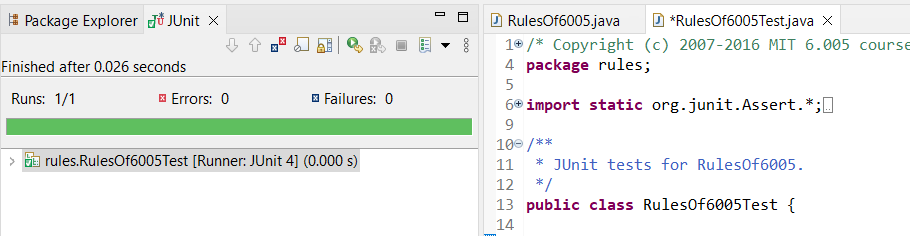 Package Explorer JUnit
Finished after 0.026 seconds
Runs: 1/1 Errors: 0 Failures: 0
rules.RulesOf6005Test [Runner: JUnit 4] (0.000 s)
RulesOf6005.java *RulesOf6005Test.java
1 /* Copyright (c) 2007-2016 MIT 6.005 course
4 package rules;
5
6 import static org.junit.Assert.*;
9
10 /**
11 * JUnit tests for RulesOf6005.
12 */
13 public class RulesOf6005Test {
14